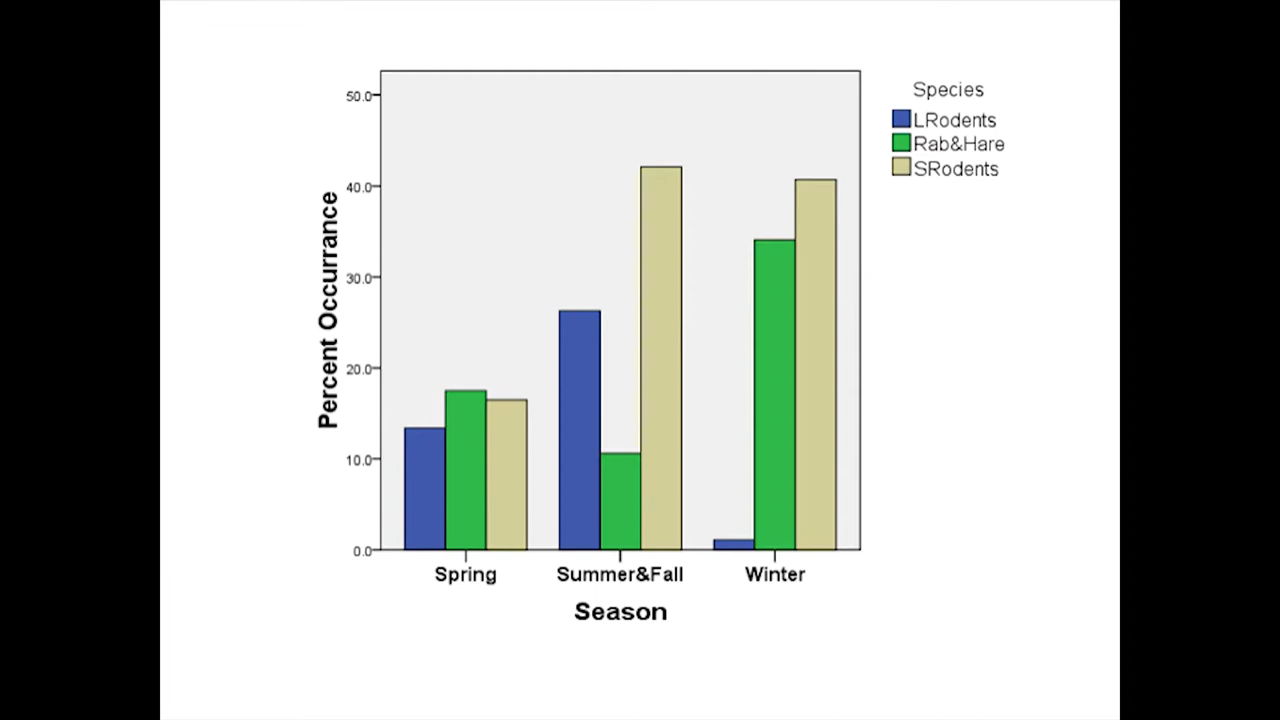 Species
LRodents
Rab&Hare
SRodents
50.0
40.0
30.0
20.0
10.0
0.0
Percent Occurrance
Spring Summer&Fall Winter
Season